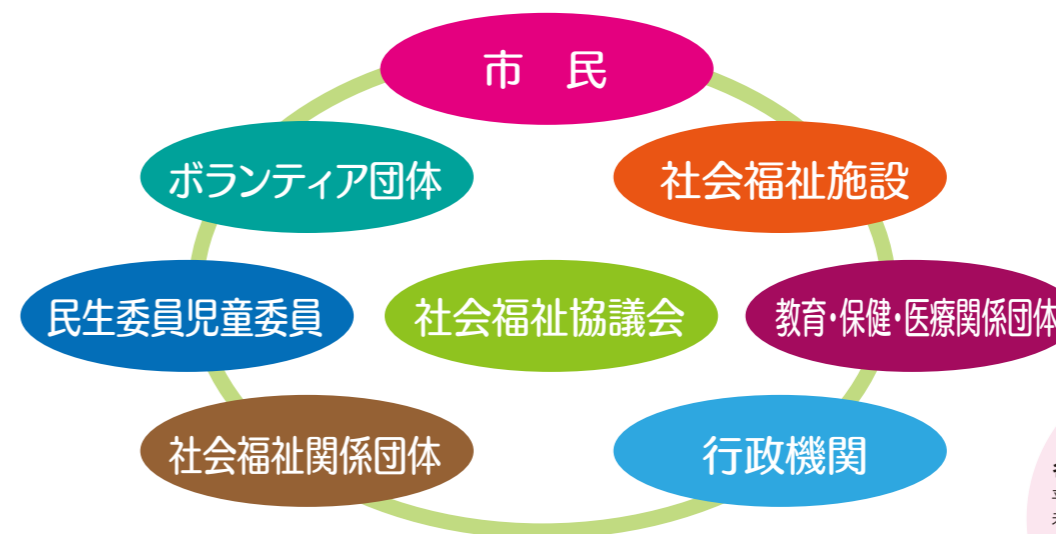 市　民
ボランティア団体
社会福祉施設
民生委員児童委員
社会福祉協議会
教育・保健・医療関係団体
社会福祉関係団体
行政機関